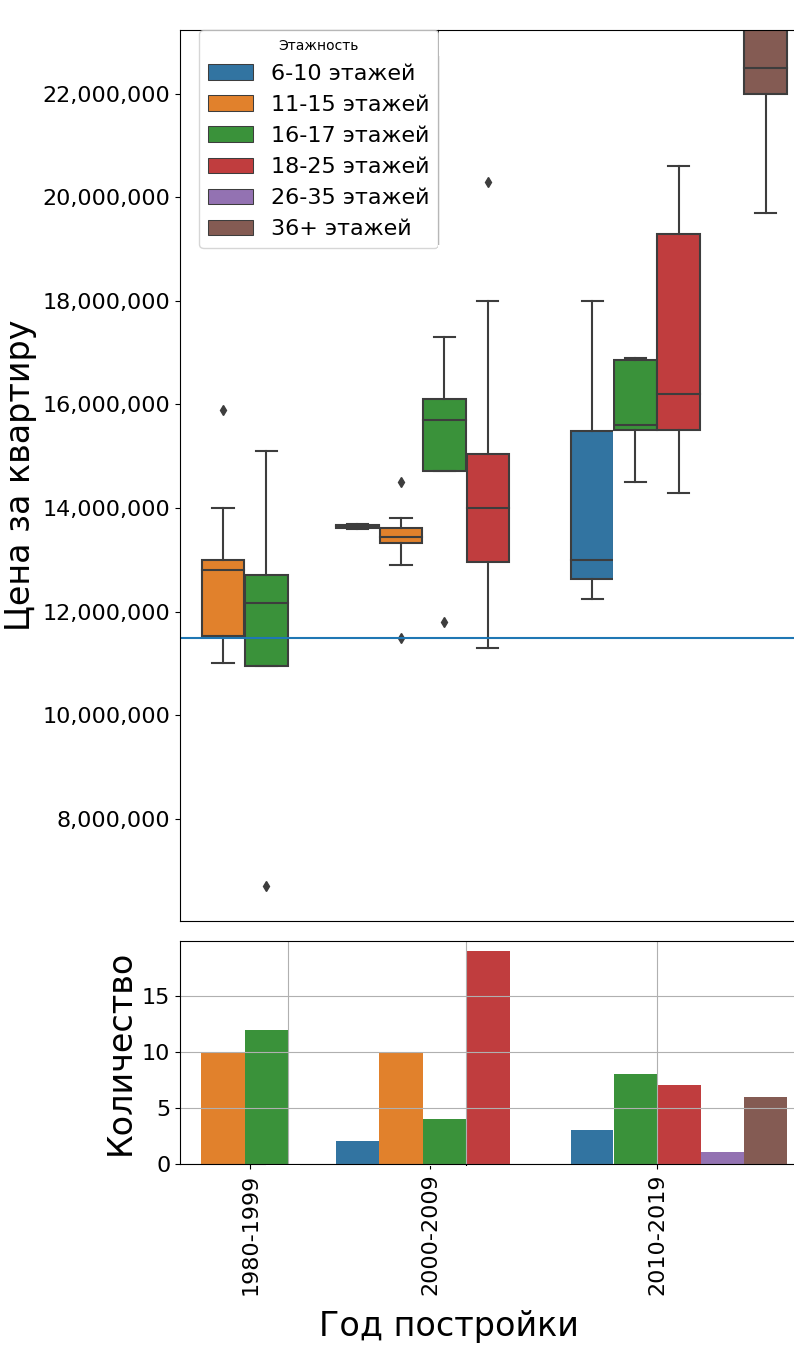 Этажность
6-10 этажей
11-15 этажей
16-17 этажей
18-25 этажей
26-35 этажей
36+ этажей
Цена за квартиру
22,000,000
20,000,000
18,000,000
16,000,000
14,000,000
12,000,000
10,000,000
8,000,000
Количество
15
10
5
0
1980-1999
2000-2009
2010-2019
Год постройки